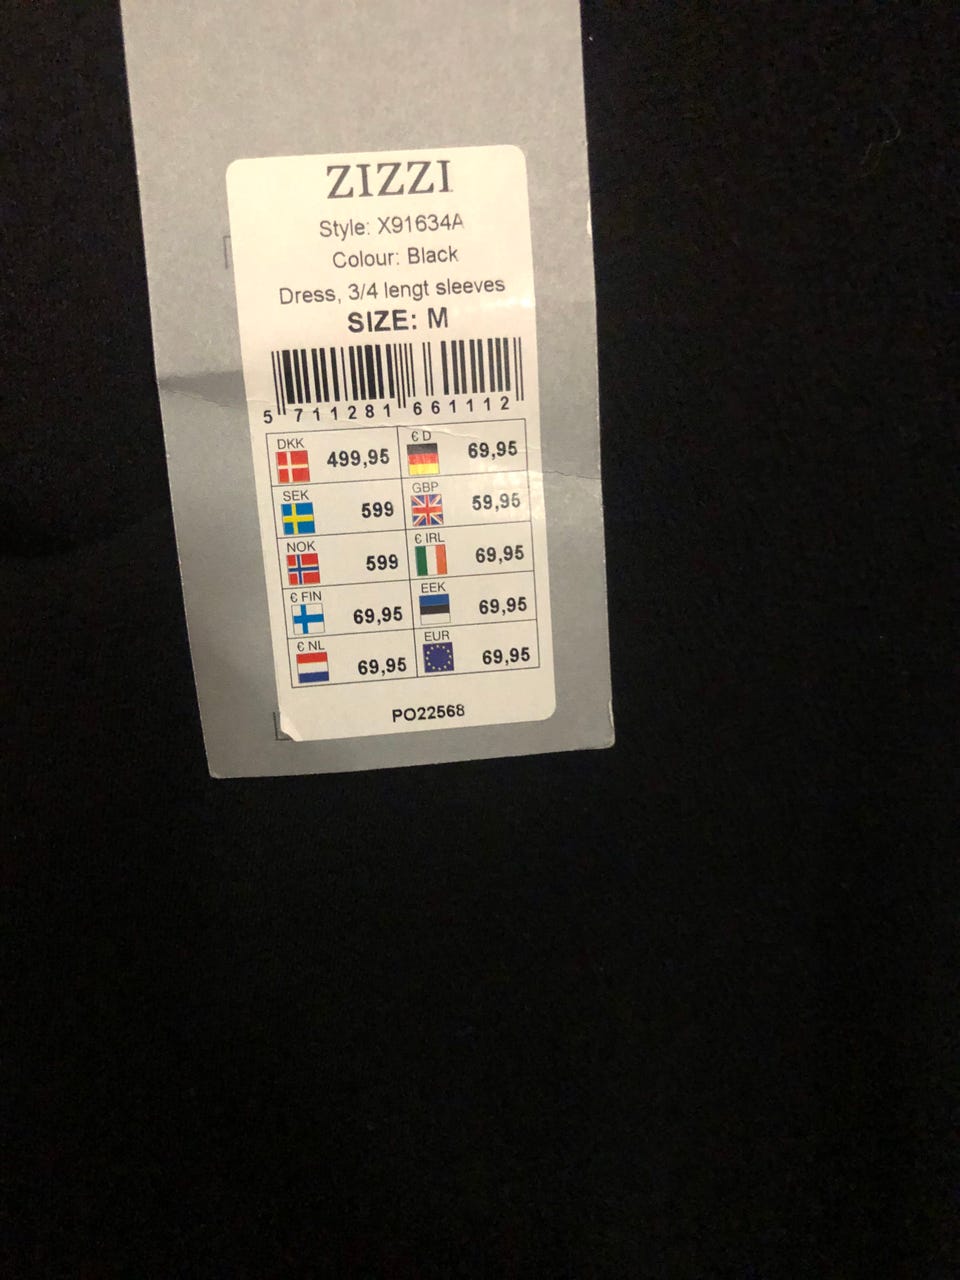 ZIZZI
Style: X91634A
Colour: Black
Dress, 3/4 lengt sleeves
SIZE: M
5 711281 661112
DKK 499,95 € D 69,95
SEK 599 GBP 59,95
NOK 599 € IRL 69,95
€ FIN 69,95 EEK 69,95
€ NL 69,95 EUR 69,95
PO22568